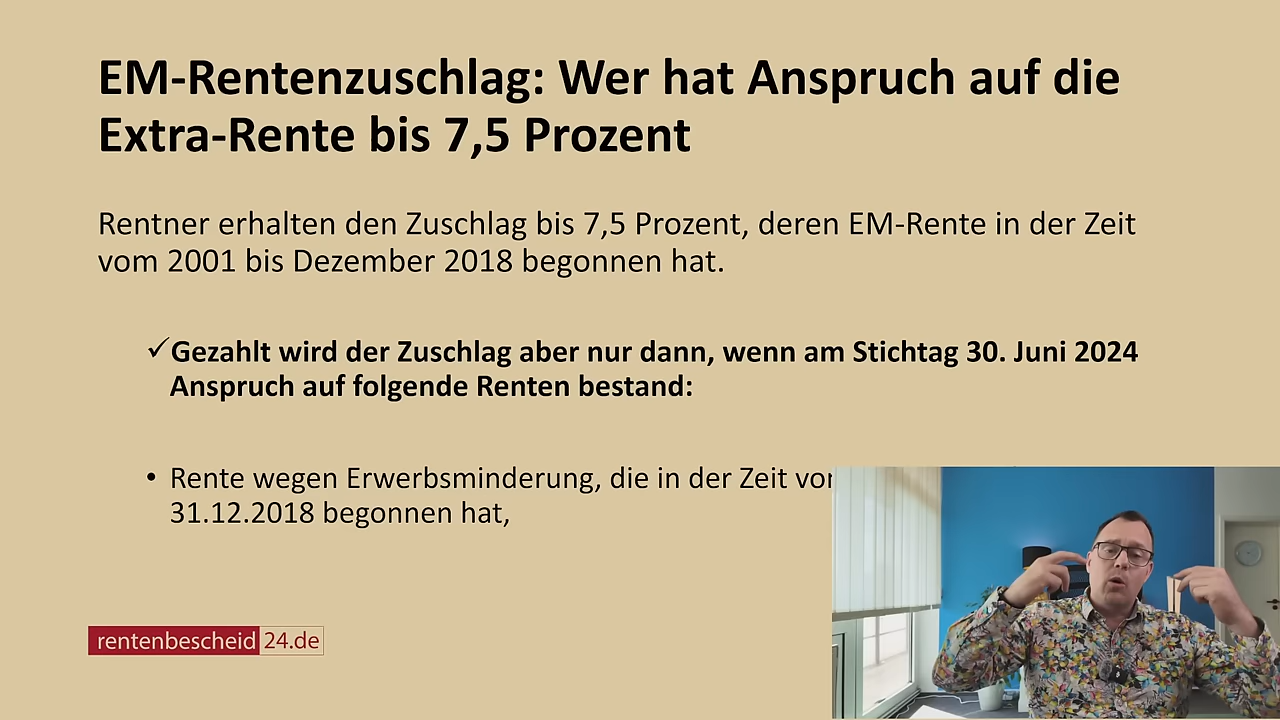 EM-Rentenzuschlag: Wer hat Anspruch auf die
Extra-Rente bis 7,5 Prozent
Rentner erhalten den Zuschlag bis 7,5 Prozent, deren EM-Rente in der Zeit
vom 2001 bis Dezember 2018 begonnen hat.
✓Gezahlt wird der Zuschlag aber nur dann, wenn am Stichtag 30. Juni 2024
Anspruch auf folgende Renten bestand:
• Rente wegen Erwerbsminderung, die in der Zeit
31.12.2018 begonnen hat,
rentenbescheid 24.de